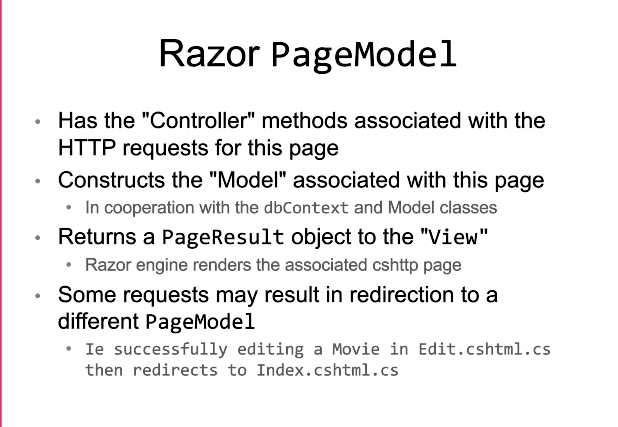 Razor PageModel
• Has the "Controller" methods associated with the
HTTP requests for this page
• Constructs the "Model" associated with this page
• In cooperation with the dbContext and Model classes
• Returns a PageResult object to the "View"
• Razor engine renders the associated cshttp page
• Some requests may result in redirection to a
different PageModel
• Ie successfully editing a Movie in Edit.cshtml.cs
then redirects to Index.cshtml.cs